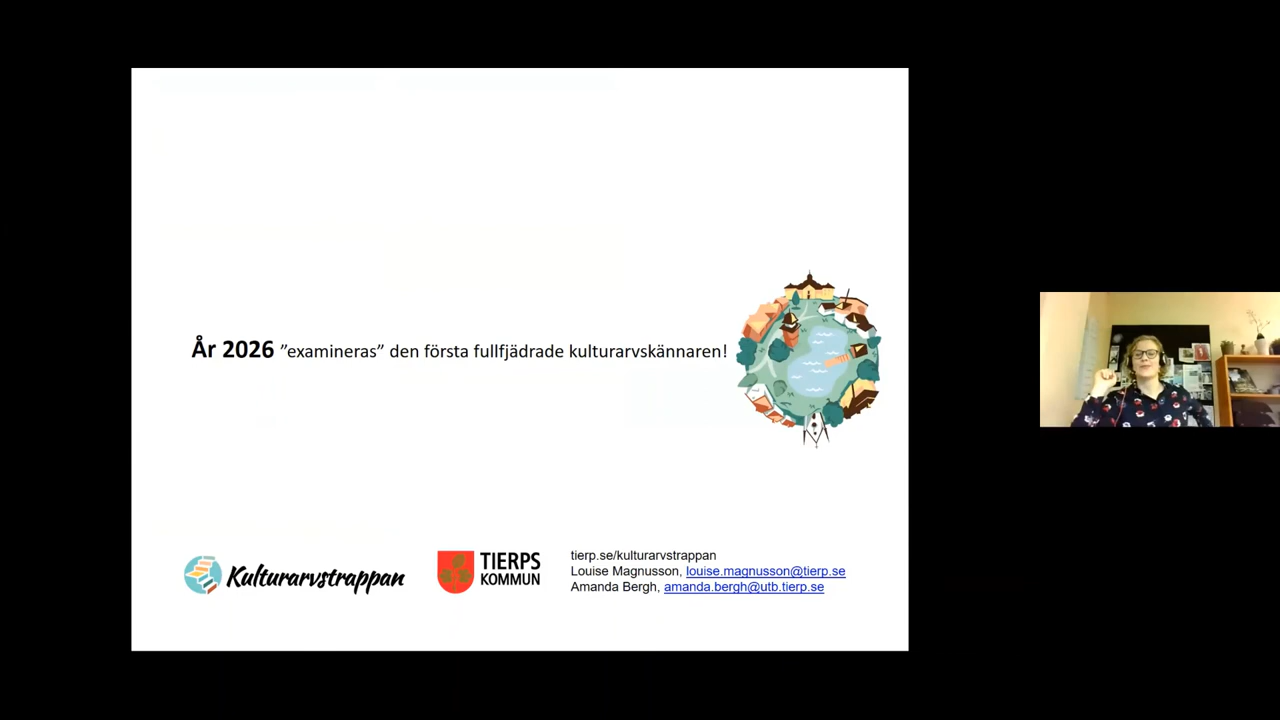 År 2026 ”examineras” den första fullfjädrade kulturarvskännaren!
Kulturarvstrappan
TIERPS
KOMMUN
tierp.se/kulturarvstrappan
Louise Magnusson, louise.magnusson@tierp.se
Amanda Bergh, amanda.bergh@utb.tierp.se